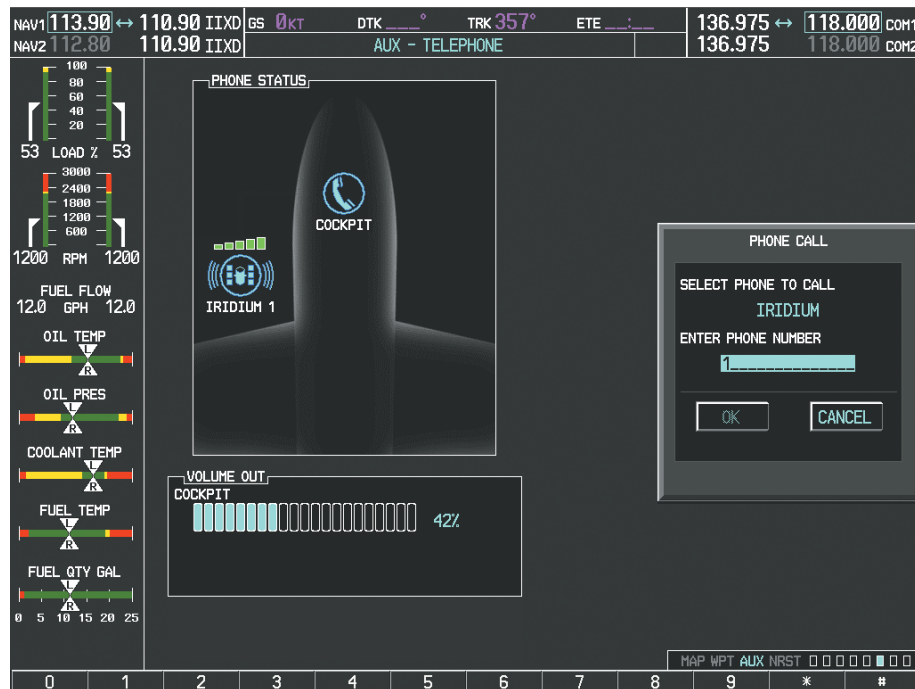 NAV1 113.90 ↔ 110.90 IIXD GS 0KT DTK ___° TRK 357° ETE __:__ 136.975 ↔ 118.000 COM1
NAV2 112.80 110.90 IIXD AUX - TELEPHONE 136.975 118.000 COM2
100
80
60
40
20
53 LOAD % 53
3000
2400
1800
1200
600
1200 RPM 1200
FUEL FLOW
12.0 GPH 12.0
OIL TEMP
L
R
OIL PRES
L
R
COOLANT TEMP
L
R
FUEL TEMP
L
R
FUEL QTY GAL
L
R
0 5 10 15 20 25
PHONE STATUS
COCKPIT
IRIDIUM 1
VOLUME OUT
COCKPIT
42%
PHONE CALL
SELECT PHONE TO CALL
IRIDIUM
ENTER PHONE NUMBER
1______________
OK CANCEL
MAP WPT AUX NRST
0 1 2 3 4 5 6 7 8 9 * #